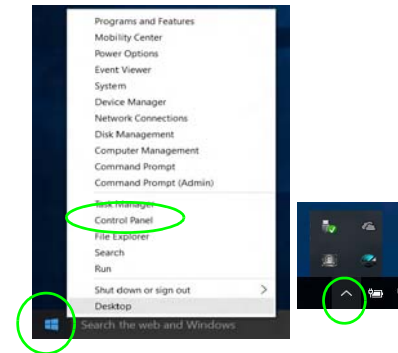 Programs and Features
Mobility Center
Power Options
Event Viewer
System
Device Manager
Network Connections
Disk Management
Computer Management
Command Prompt
Command Prompt (Admin)
Task Manager
Control Panel
File Explorer
Search
Run
Shut down or sign out
Desktop
Search the web and Windows